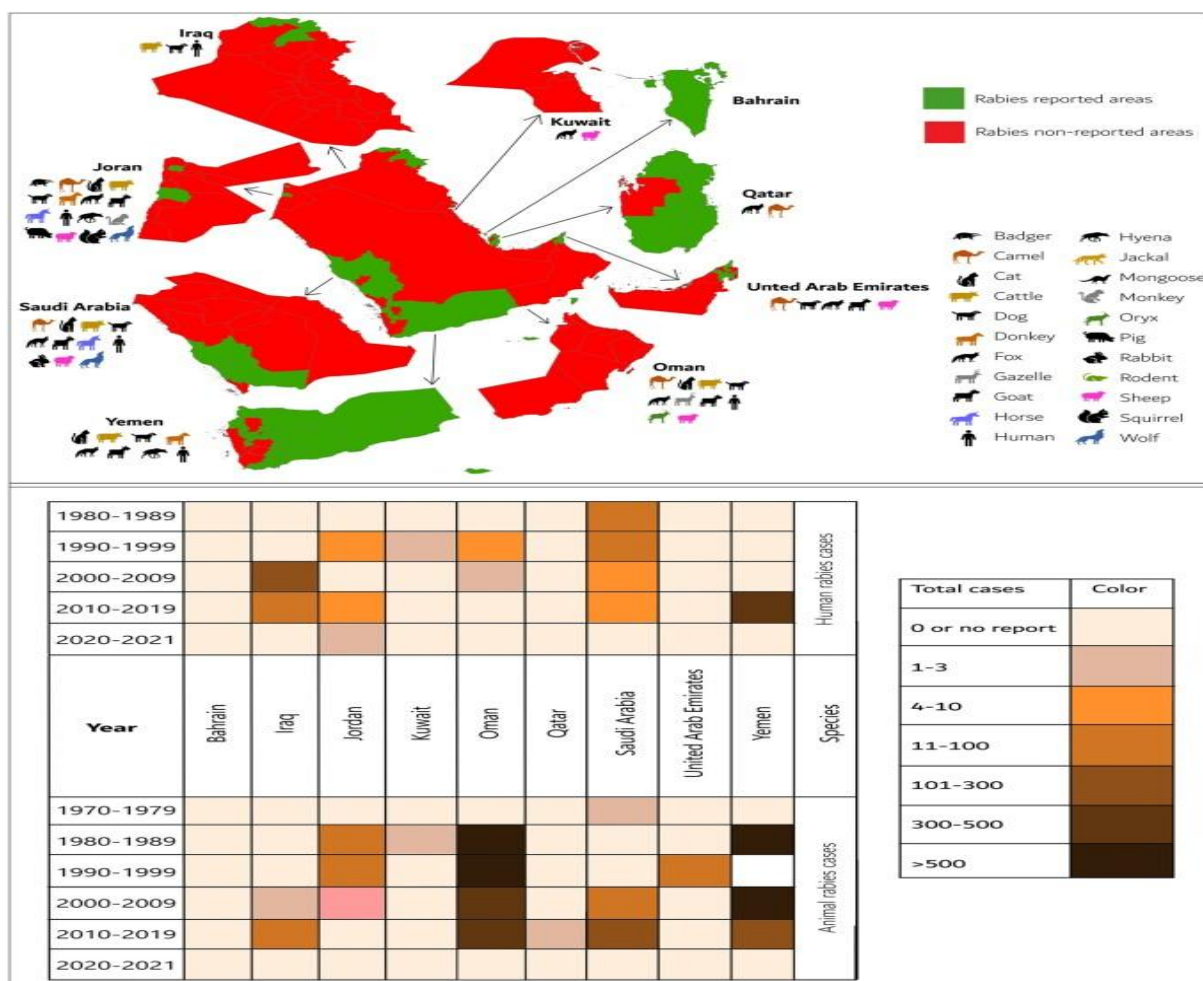 Iraq
Bahrain
Kuwait
Rabies reported areas
Rabies non-reported areas
Joran
Qatar
Saudi Arabia
Unted Arab Emirates
Oman
Yemen
Badger
Camel
Cat
Cattle
Dog
Donkey
Fox
Gazelle
Goat
Horse
Human
Hyena
Jackal
Mongoose
Monkey
Oryx
Pig
Rabbit
Rodent
Sheep
Squirrel
Wolf
1980-1989
1990-1999
2000-2009
2010-2019
2020-2021
Human rabies cases
Year
Bahrain
Iraq
Jordan
Kuwait
Oman
Qatar
Saudi Arabia
United Arab Emirates
Yemen
Species
1970-1979
1980-1989
1990-1999
2000-2009
2010-2019
2020-2021
Animal rabies cases
Total cases Color
0 or no report
1-3
4-10
11-100
101-300
300-500
>500